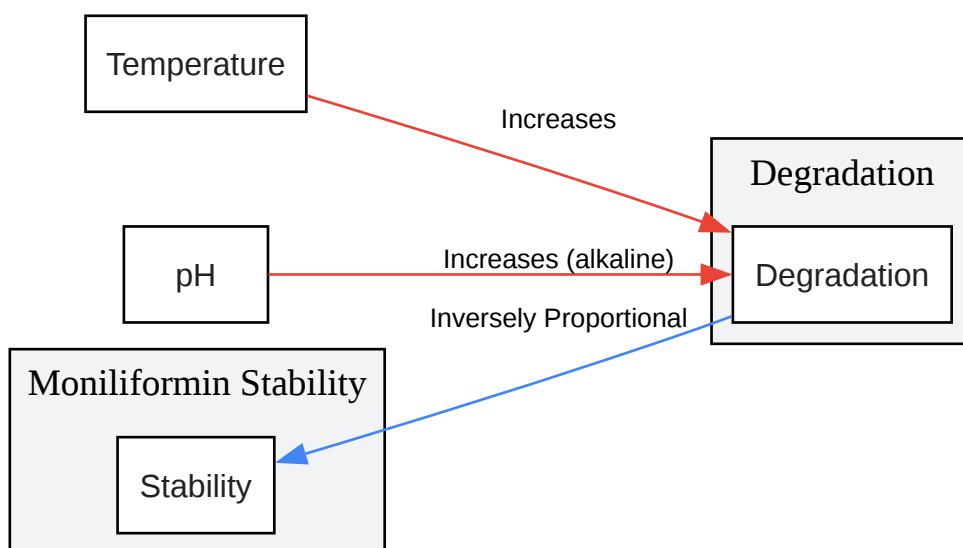 Temperature
Increases
Degradation
pH
Increases (alkaline)
Degradation
Inversely Proportional
Moniliformin Stability
Stability